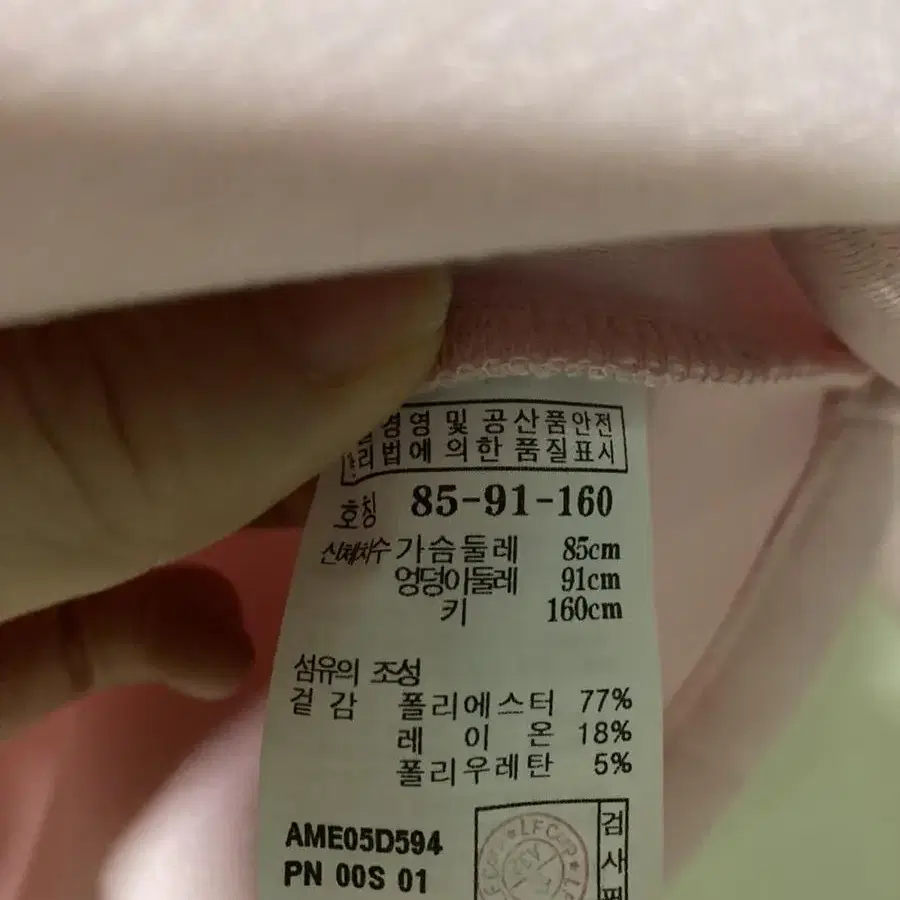 경영 및 공산품안전
리법에 의한 품질표시
호칭 85-91-160
신체치수 가슴둘레 85cm
엉덩이둘레 91cm
키 160cm
섬유의 조성
겉감 폴리에스터 77%
레이온 18%
폴리우레탄 5%
AME05D594
PN 00S 01
검사필
LF Corp